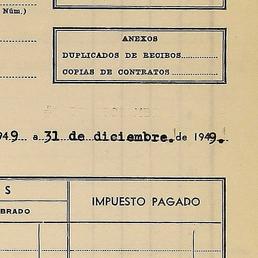 Núm.)
ANEXOS
DUPLICADOS DE RECIBOS
COPIAS DE CONTRATOS
949 a 31 de diciembre. de 1949.
S
IMPUESTO PAGADO
BRADO